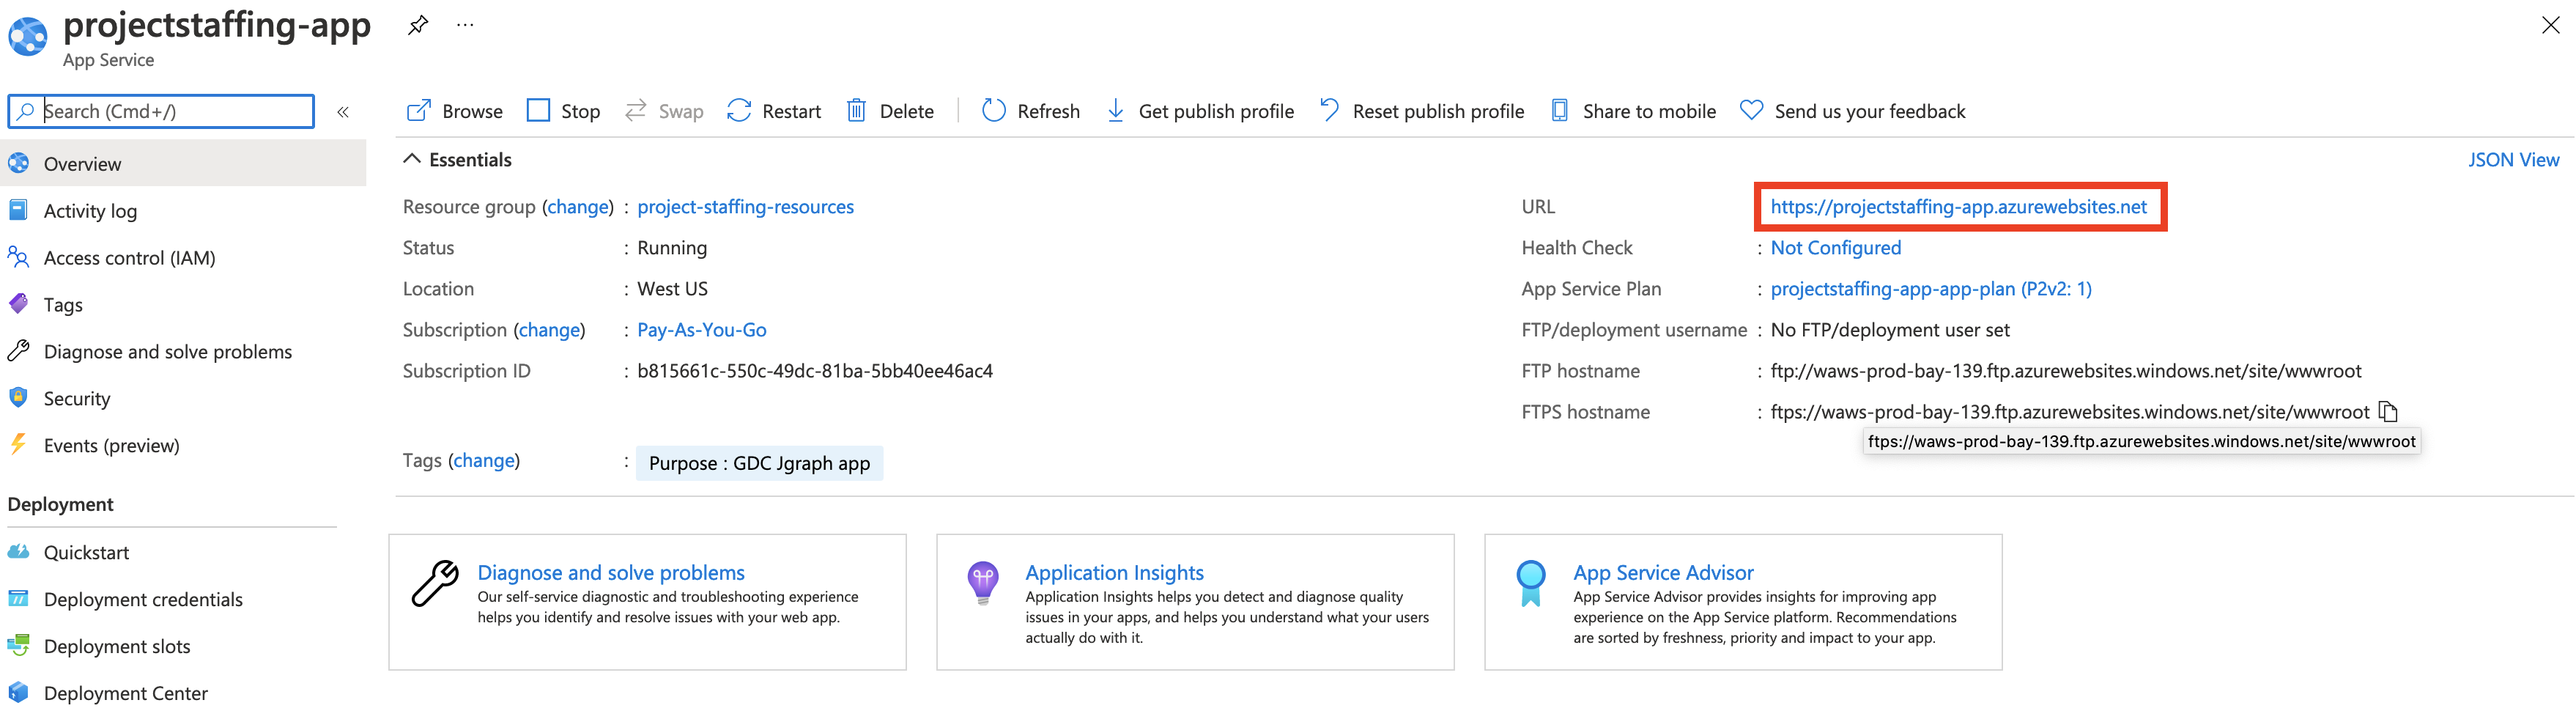 projectstaffing-app
App Service
Search (Cmd+/)
«
Overview
Activity log
Access control (IAM)
Tags
Diagnose and solve problems
Security
Events (preview)
Deployment
Quickstart
Deployment credentials
Deployment slots
Deployment Center
Browse Stop Swap Restart Delete Refresh Get publish profile Reset publish profile Share to mobile Send us your feedback
Essentials JSON View
Resource group (change) : project-staffing-resources
Status : Running
Location : West US
Subscription (change) : Pay-As-You-Go
Subscription ID : b815661c-550c-49dc-81ba-5bb40ee46ac4
Tags (change) : Purpose : GDC Jgraph app
URL https://projectstaffing-app.azurewebsites.net
Health Check : Not Configured
App Service Plan : projectstaffing-app-app-plan (P2v2: 1)
FTP/deployment username : No FTP/deployment user set
FTP hostname : ftp://waws-prod-bay-139.ftp.azurewebsites.windows.net/site/wwwroot
FTPS hostname : ftps://waws-prod-bay-139.ftp.azurewebsites.windows.net/site/wwwroot
ftps://waws-prod-bay-139.ftp.azurewebsites.windows.net/site/wwwroot
Diagnose and solve problems
Our self-service diagnostic and troubleshooting experience
helps you identify and resolve issues with your web app.
Application Insights
Application Insights helps you detect and diagnose quality
issues in your apps, and helps you understand what your users
actually do with it.
App Service Advisor
App Service Advisor provides insights for improving app
experience on the App Service platform. Recommendations
are sorted by freshness, priority and impact to your app.